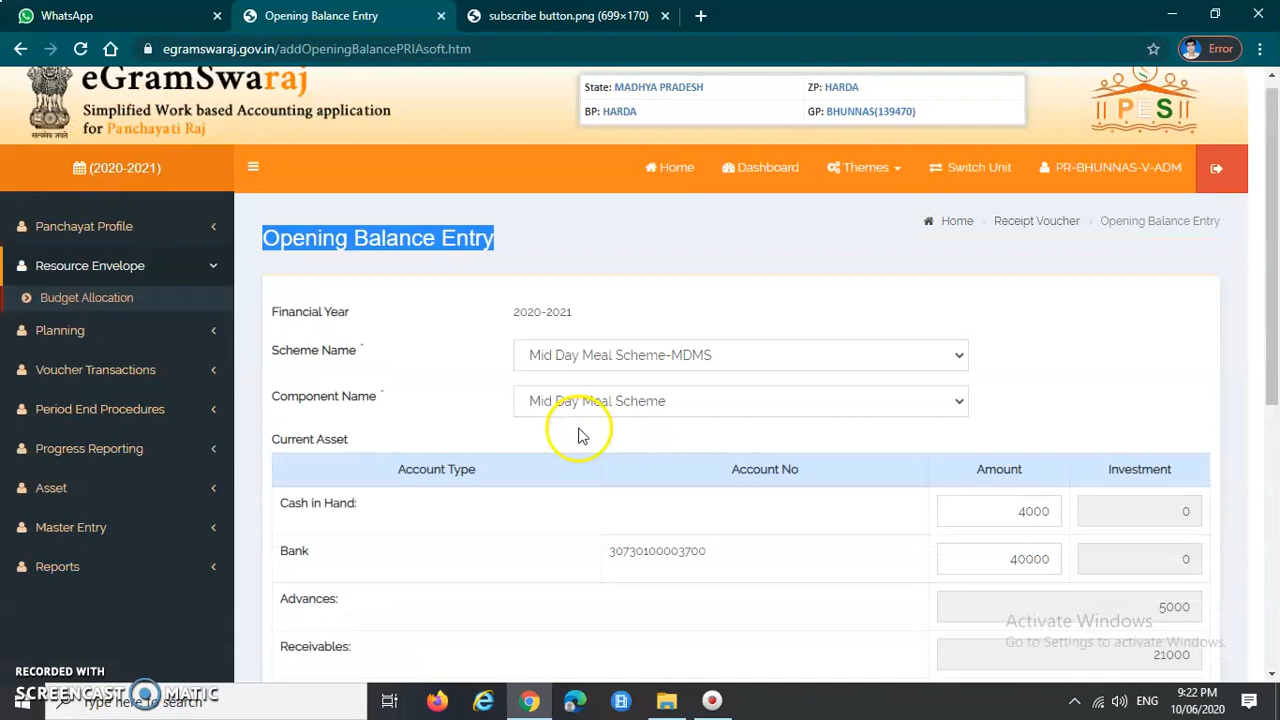 WhatsApp
Opening Balance Entry
subscribe button.png (699×170)
egramswaraj.gov.in/addOpeningBalancePRIAsoft.htm
Error
eGramSwaraj
Simplified Work based Accounting application
for Panchayati Raj
State: MADHYA PRADESH
ZP: HARDA
BP: HARDA
GP: BHUNNAS(139470)
PES
(2020-2021)
Home
Dashboard
Themes
Switch Unit
PR-BHUNNAS-V-ADM
Panchayat Profile
Resource Envelope
Budget Allocation
Planning
Voucher Transactions
Period End Procedures
Progress Reporting
Asset
Master Entry
Reports
Opening Balance Entry
Home > Receipt Voucher > Opening Balance Entry
Financial Year 2020-2021
Scheme Name * Mid Day Meal Scheme-MDMS
Component Name * Mid Day Meal Scheme
Current Asset
Account Type Account No Amount Investment
Cash in Hand: 4000 0
Bank 30730100003700 40000 0
Advances: 5000
Receivables: 21000
Activate Windows
Go to Settings to activate Windows.
RECORDED WITH
SCREENCAST MATIC
Type here to search
ENG
9:22 PM
10/06/2020